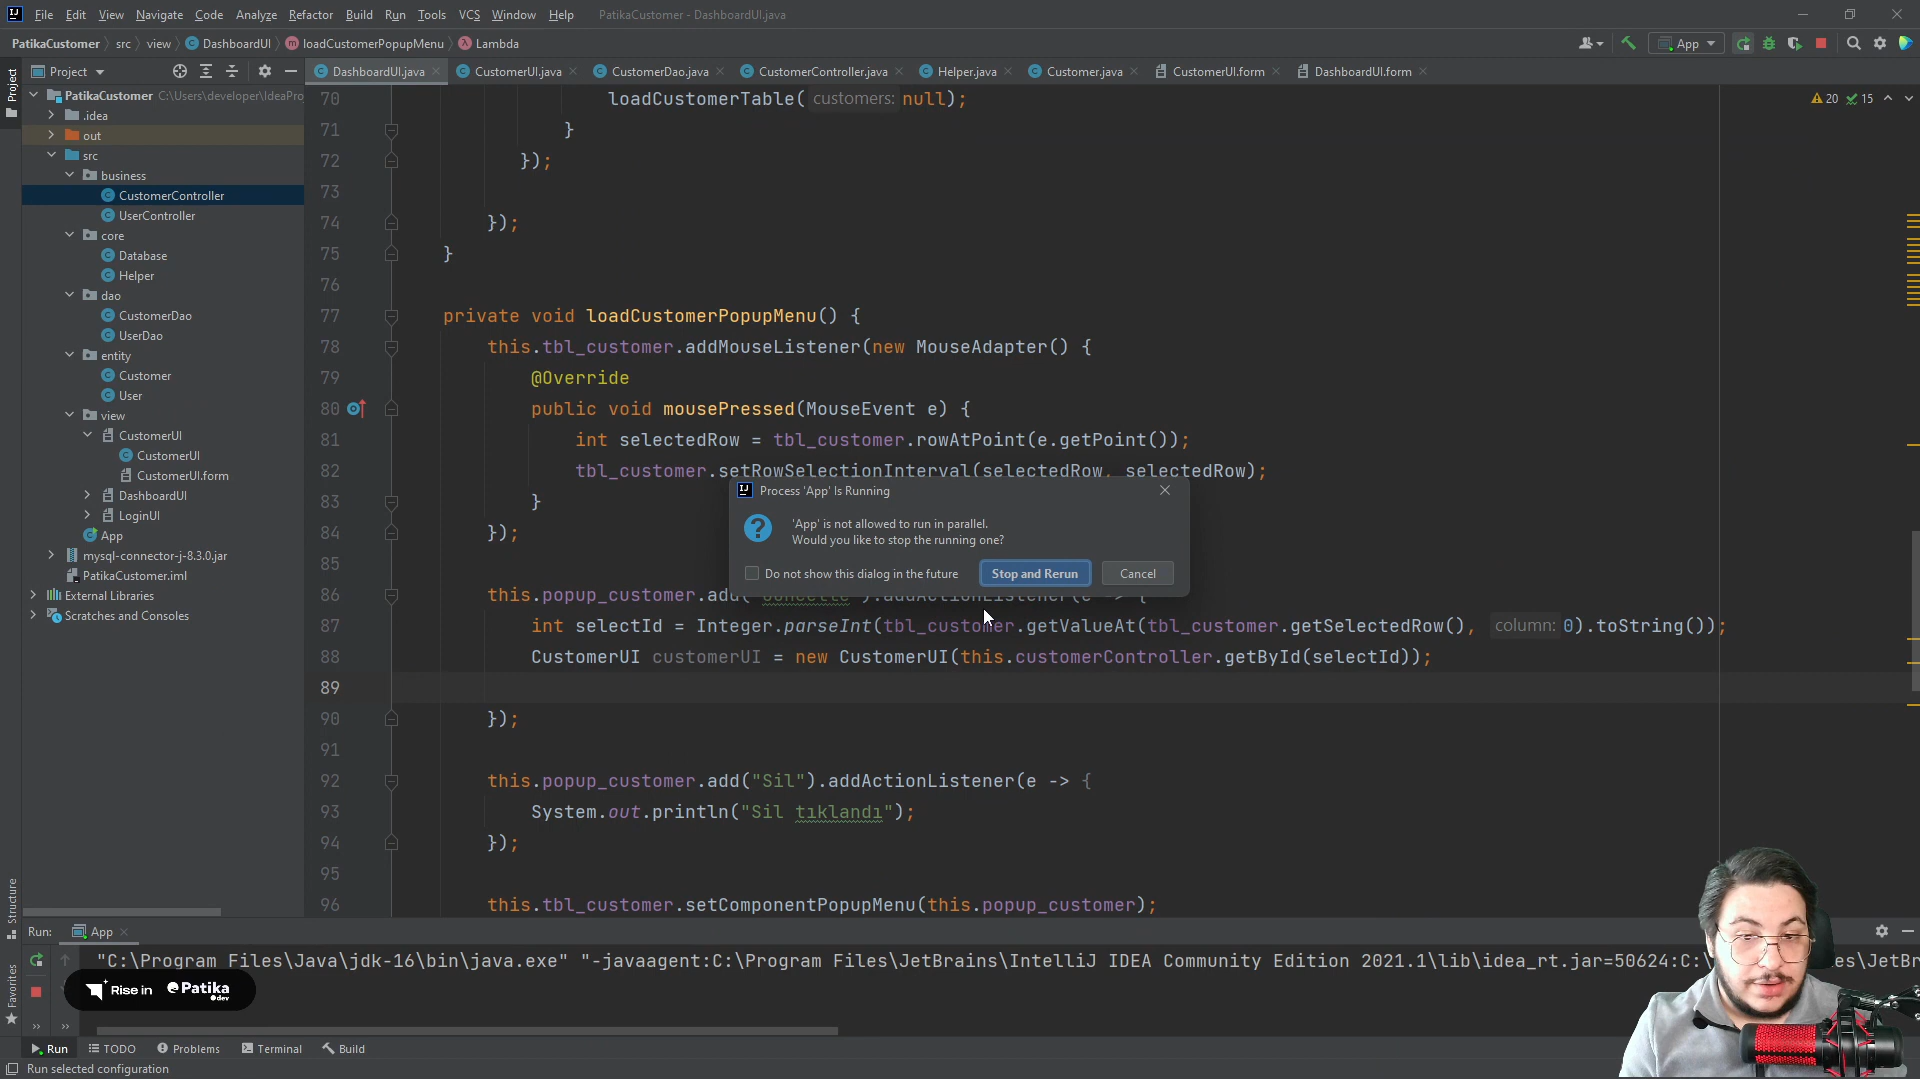 File Edit View Navigate Code Analyze Refactor Build Run Tools VCS Window Help PatikaCustomer - DashboardUI.java
PatikaCustomer src view DashboardUI loadCustomerPopupMenu Lambda App
Project
Project
DashboardUI.java CustomerUI.java CustomerDao.java CustomerController.java Helper.java Customer.java CustomerUI.form DashboardUI.form
PatikaCustomer C:\Users\developer\IdeaPro
.idea
out
src
business
CustomerController
UserController
core
Database
Helper
dao
CustomerDao
UserDao
entity
Customer
User
view
CustomerUI
CustomerUI
CustomerUI.form
DashboardUI
LoginUI
App
mysql-connector-j-8.3.0.jar
PatikaCustomer.iml
External Libraries
Scratches and Consoles
20 15
70 loadCustomerTable( customers: null);
71 }
72 });
73
74 });
75 }
76
77 private void loadCustomerPopupMenu() {
78 this.tbl_customer.addMouseListener(new MouseAdapter() {
79 @Override
80 public void mousePressed(MouseEvent e) {
81 int selectedRow = tbl_customer.rowAtPoint(e.getPoint());
82 tbl_customer.setRowSelectionInterval(selectedRow, selectedRow);
83 }
84 });
85
86 this.popup_customer.add(
87 int selectId = Integer.parseInt(tbl_customer.getValueAt(tbl_customer.getSelectedRow(), column: 0).toString());
88 CustomerUI customerUI = new CustomerUI(this.customerController.getById(selectId));
89
90 });
91
92 this.popup_customer.add("Sil").addActionListener(e -> {
93 System.out.println("Sil tıklandı");
94 });
95
96 this.tbl_customer.setComponentPopupMenu(this.popup_customer);
Process 'App' Is Running
'App' is not allowed to run in parallel.
Would you like to stop the running one?
Do not show this dialog in the future Stop and Rerun Cancel
Structure
Favorites
Run: App
"C:\Program Files\Java\jdk-16\bin\java.exe" "-javaagent:C:\Program Files\JetBrains\IntelliJ IDEA Community Edition 2021.1\lib\idea_rt.jar=50624:C:\ es\JetBr
Rise in Patika.dev
Run TODO Problems Terminal Build
Run selected configuration